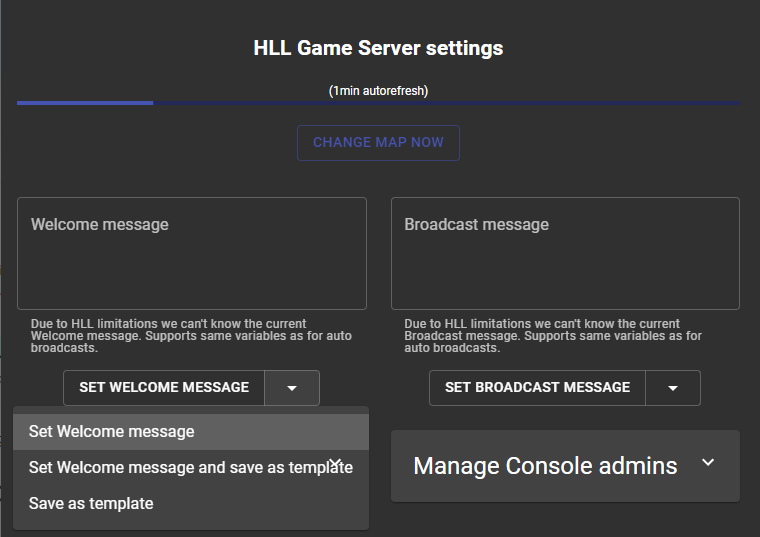 HLL Game Server settings
(1min autorefresh)
CHANGE MAP NOW
Welcome message
Broadcast message
Due to HLL limitations we can't know the current
Welcome message. Supports same variables as for auto
broadcasts.
Due to HLL limitations we can't know the current
Broadcast message. Supports same variables as for
auto broadcasts.
SET WELCOME MESSAGE
SET BROADCAST MESSAGE
Set Welcome message
Set Welcome message and save as template
Save as template
Manage Console admins